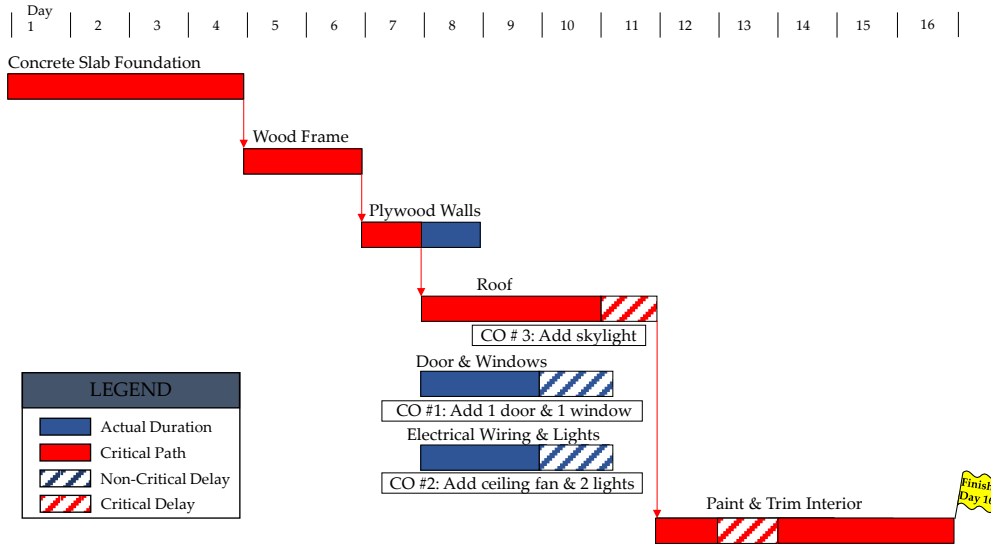 Day
1 2 3 4 5 6 7 8 9 10 11 12 13 14 15 16
Concrete Slab Foundation
Wood Frame
Plywood Walls
Roof
CO # 3: Add skylight
Door & Windows
CO #1: Add 1 door & 1 window
Electrical Wiring & Lights
CO #2: Add ceiling fan & 2 lights
LEGEND
Actual Duration
Critical Path
Non-Critical Delay
Critical Delay
Paint & Trim Interior
Finish
Day 16